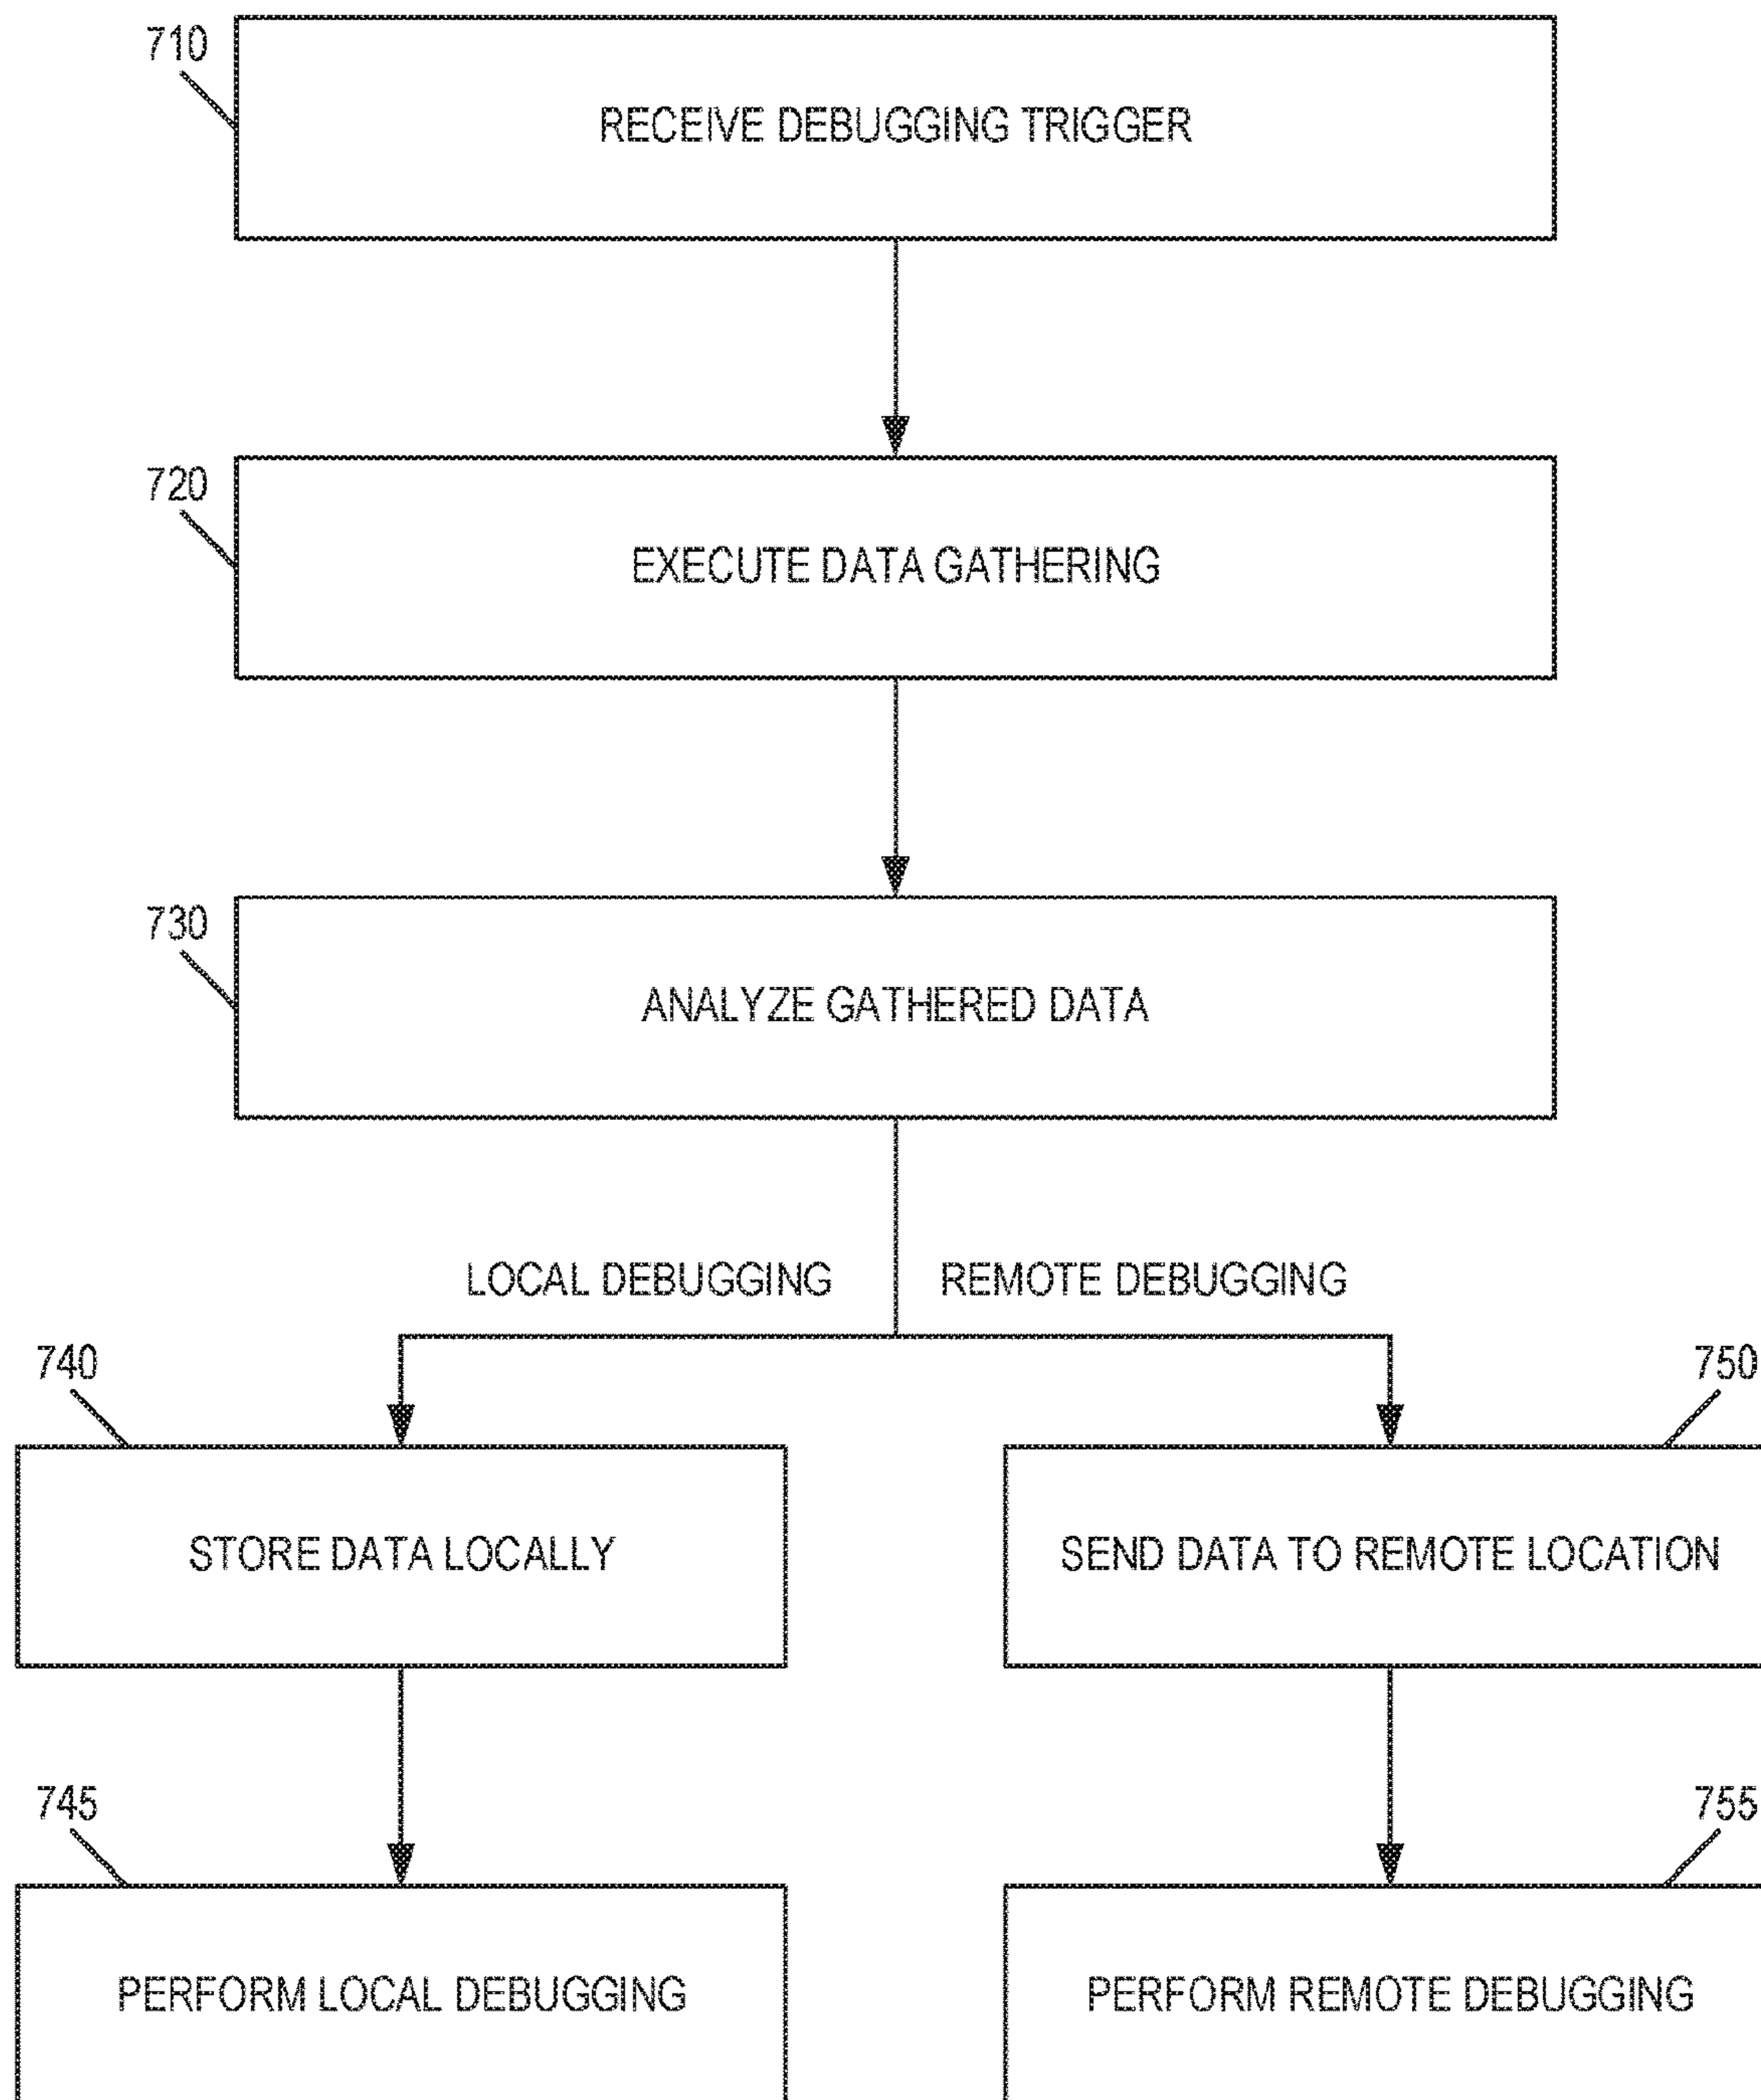 710
RECEIVE DEBUGGING TRIGGER
720
EXECUTE DATA GATHERING
730
ANALYZE GATHERED DATA
LOCAL DEBUGGING
REMOTE DEBUGGING
740
750
STORE DATA LOCALLY
SEND DATA TO REMOTE LOCATION
745
755
PERFORM LOCAL DEBUGGING
PERFORM REMOTE DEBUGGING